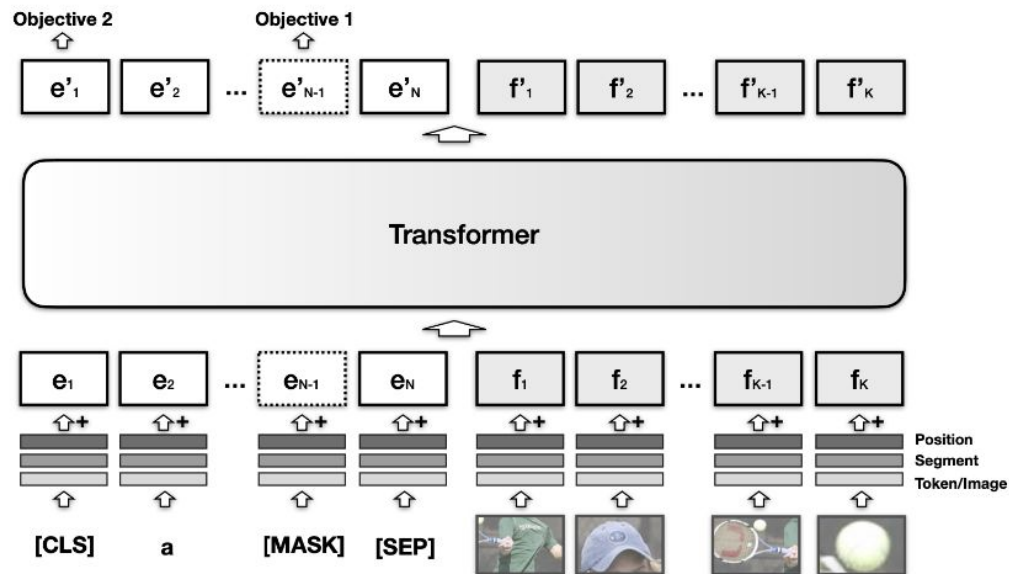 Objective 2 Objective 1
e'1 e'2 ... e'N-1 e'N f'1 f'2 ... f'K-1 f'K
Transformer
e1 e2 ... eN-1 eN f1 f2 ... fK-1 fK
+ + + + + + + +
Position
Segment
Token/Image
[CLS] a [MASK] [SEP]